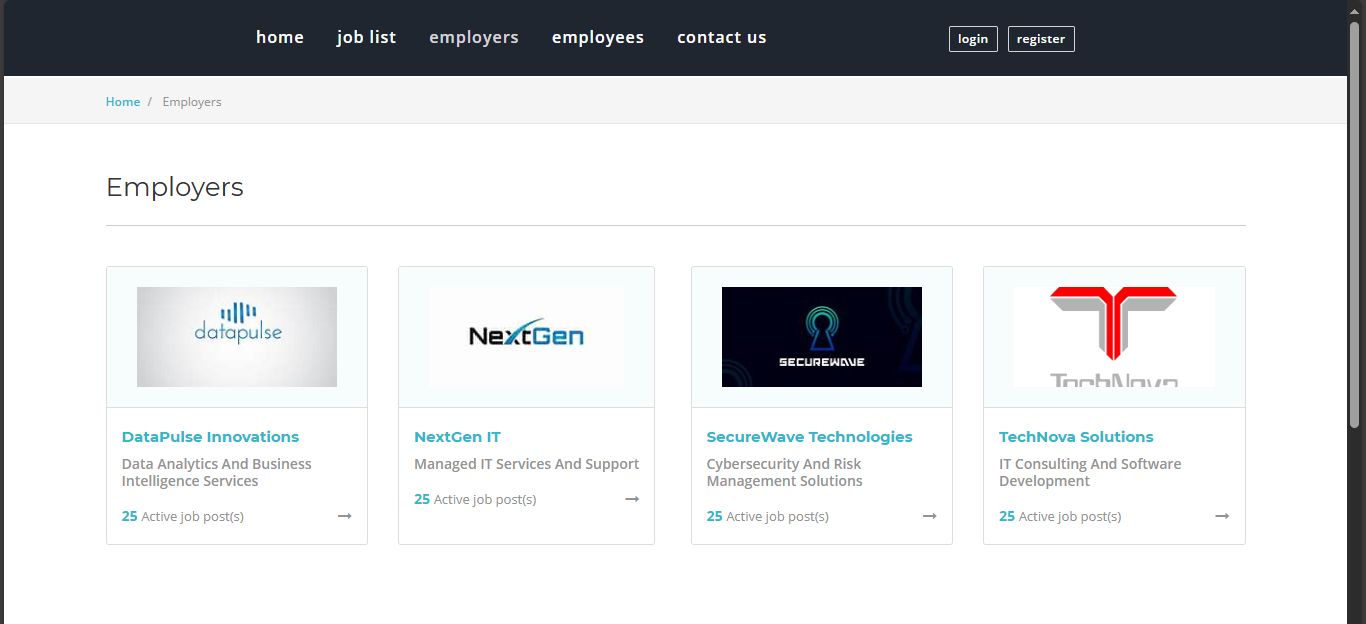 home job list employers employees contact us login register
Home / Employers
Employers
datapulse
NextGen
SECUREWAVE
TechNova
DataPulse Innovations
Data Analytics And Business
Intelligence Services
25 Active job post(s)
NextGen IT
Managed IT Services And Support
25 Active job post(s)
SecureWave Technologies
Cybersecurity And Risk
Management Solutions
25 Active job post(s)
TechNova Solutions
IT Consulting And Software
Development
25 Active job post(s)